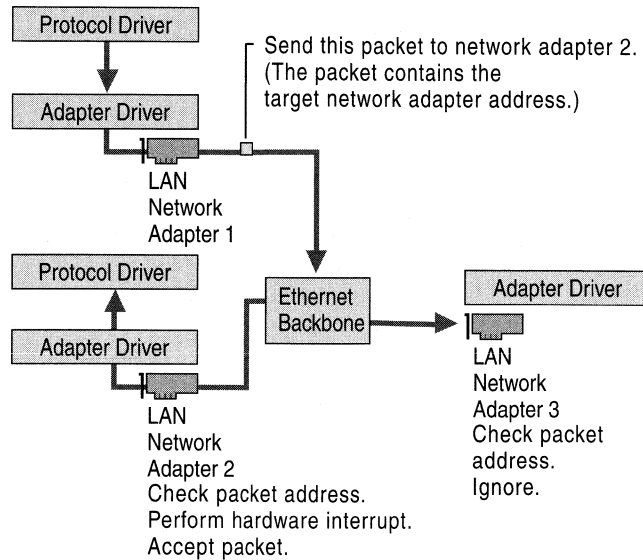 Protocol Driver
Send this packet to network adapter 2.
(The packet contains the
target network adapter address.)
Adapter Driver
LAN
Network
Adapter 1
Protocol Driver
Ethernet
Backbone
Adapter Driver
Adapter Driver
LAN
Network
Adapter 3
Check packet
address.
Ignore.
LAN
Network
Adapter 2
Check packet address.
Perform hardware interrupt.
Accept packet.